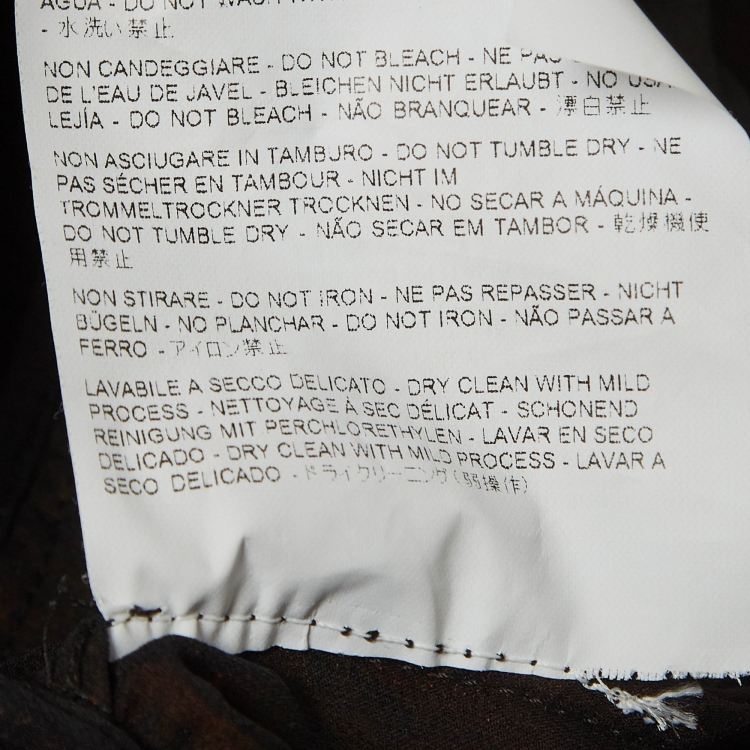 AGUA - DO NOT WASH
- 水洗い禁止
NON CANDEGGIARE - DO NOT BLEACH - NE PAS
DE L'EAU DE JAVEL - BLEICHEN NICHT ERLAUBT - NO USAR
LEJÍA - DO NOT BLEACH - NÃO BRANQUEAR - 漂白禁止
NON ASCIUGARE IN TAMBURO - DO NOT TUMBLE DRY - NE
PAS SÉCHER EN TAMBOUR - NICHT IM
TROMMELTROCKNER TROCKNEN - NO SECAR A MÁQUINA -
DO NOT TUMBLE DRY - NÃO SECAR EM TAMBOR - 乾燥機使
用禁止
NON STIRARE - DO NOT IRON - NE PAS REPASSER - NICHT
BÜGELN - NO PLANCHAR - DO NOT IRON - NÃO PASSAR A
FERRO - アイロン禁止
LAVABILE A SECCO DELICATO - DRY CLEAN WITH MILD
PROCESS - NETTOYAGE À SEC DÉLICAT - SCHONEND
REINIGUNG MIT PERCHLORETHYLEN - LAVAR EN SECO
DELICADO - DRY CLEAN WITH MILD PROCESS - LAVAR A
SECO DELICADO - ドライクリーニング(弱操作)